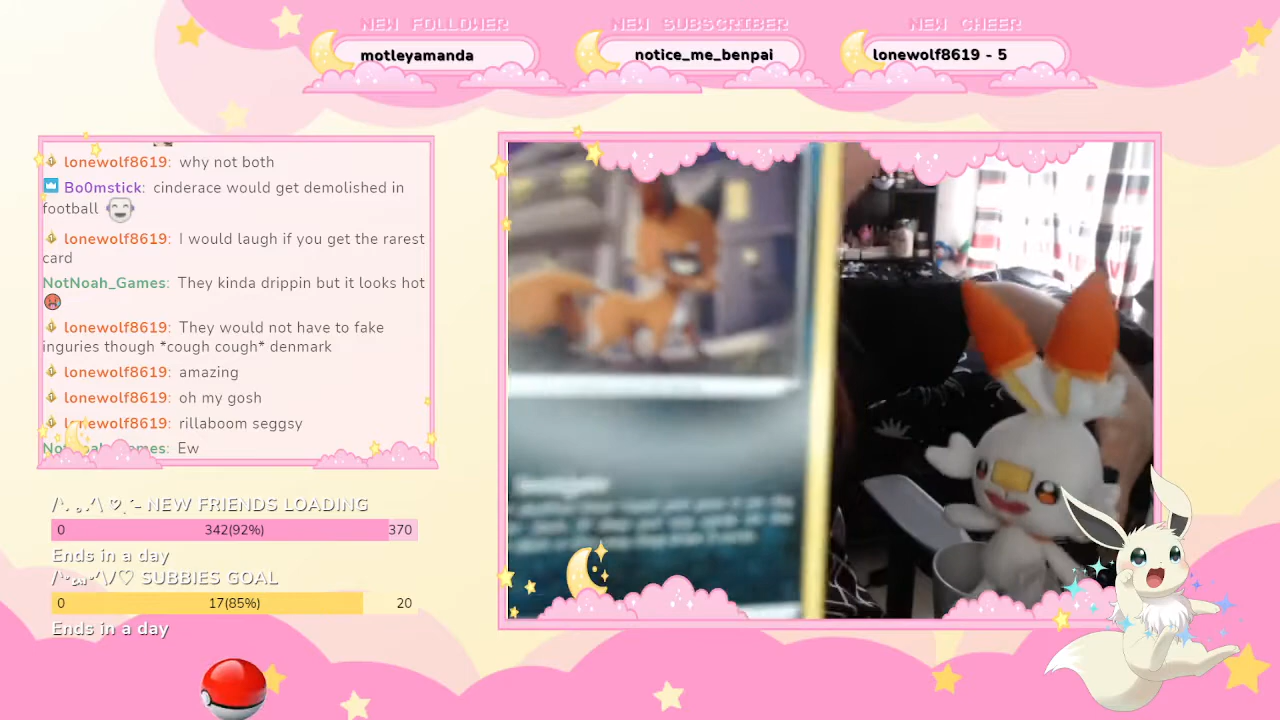 NEW FOLLOWER
NEW SUBSCRIBER
NEW CHEER
motleyamanda
notice_me_benpai
lonewolf8619 - 5
lonewolf8619: why not both
Bo0mstick: cinderace would get demolished in
football
lonewolf8619: I would laugh if you get the rarest
card
NotNoah_Games: They kinda drippin but it looks hot
lonewolf8619: They would not have to fake
inguries though *cough cough* denmark
lonewolf8619: amazing
lonewolf8619: oh my gosh
lonewolf8619: rillaboom seggsy
NotNoah_Games: Ew
NEW FRIENDS LOADING
0 342(92%) 370
Ends in a day
SUBBIES GOAL
0 17(85%) 20
Ends in a day